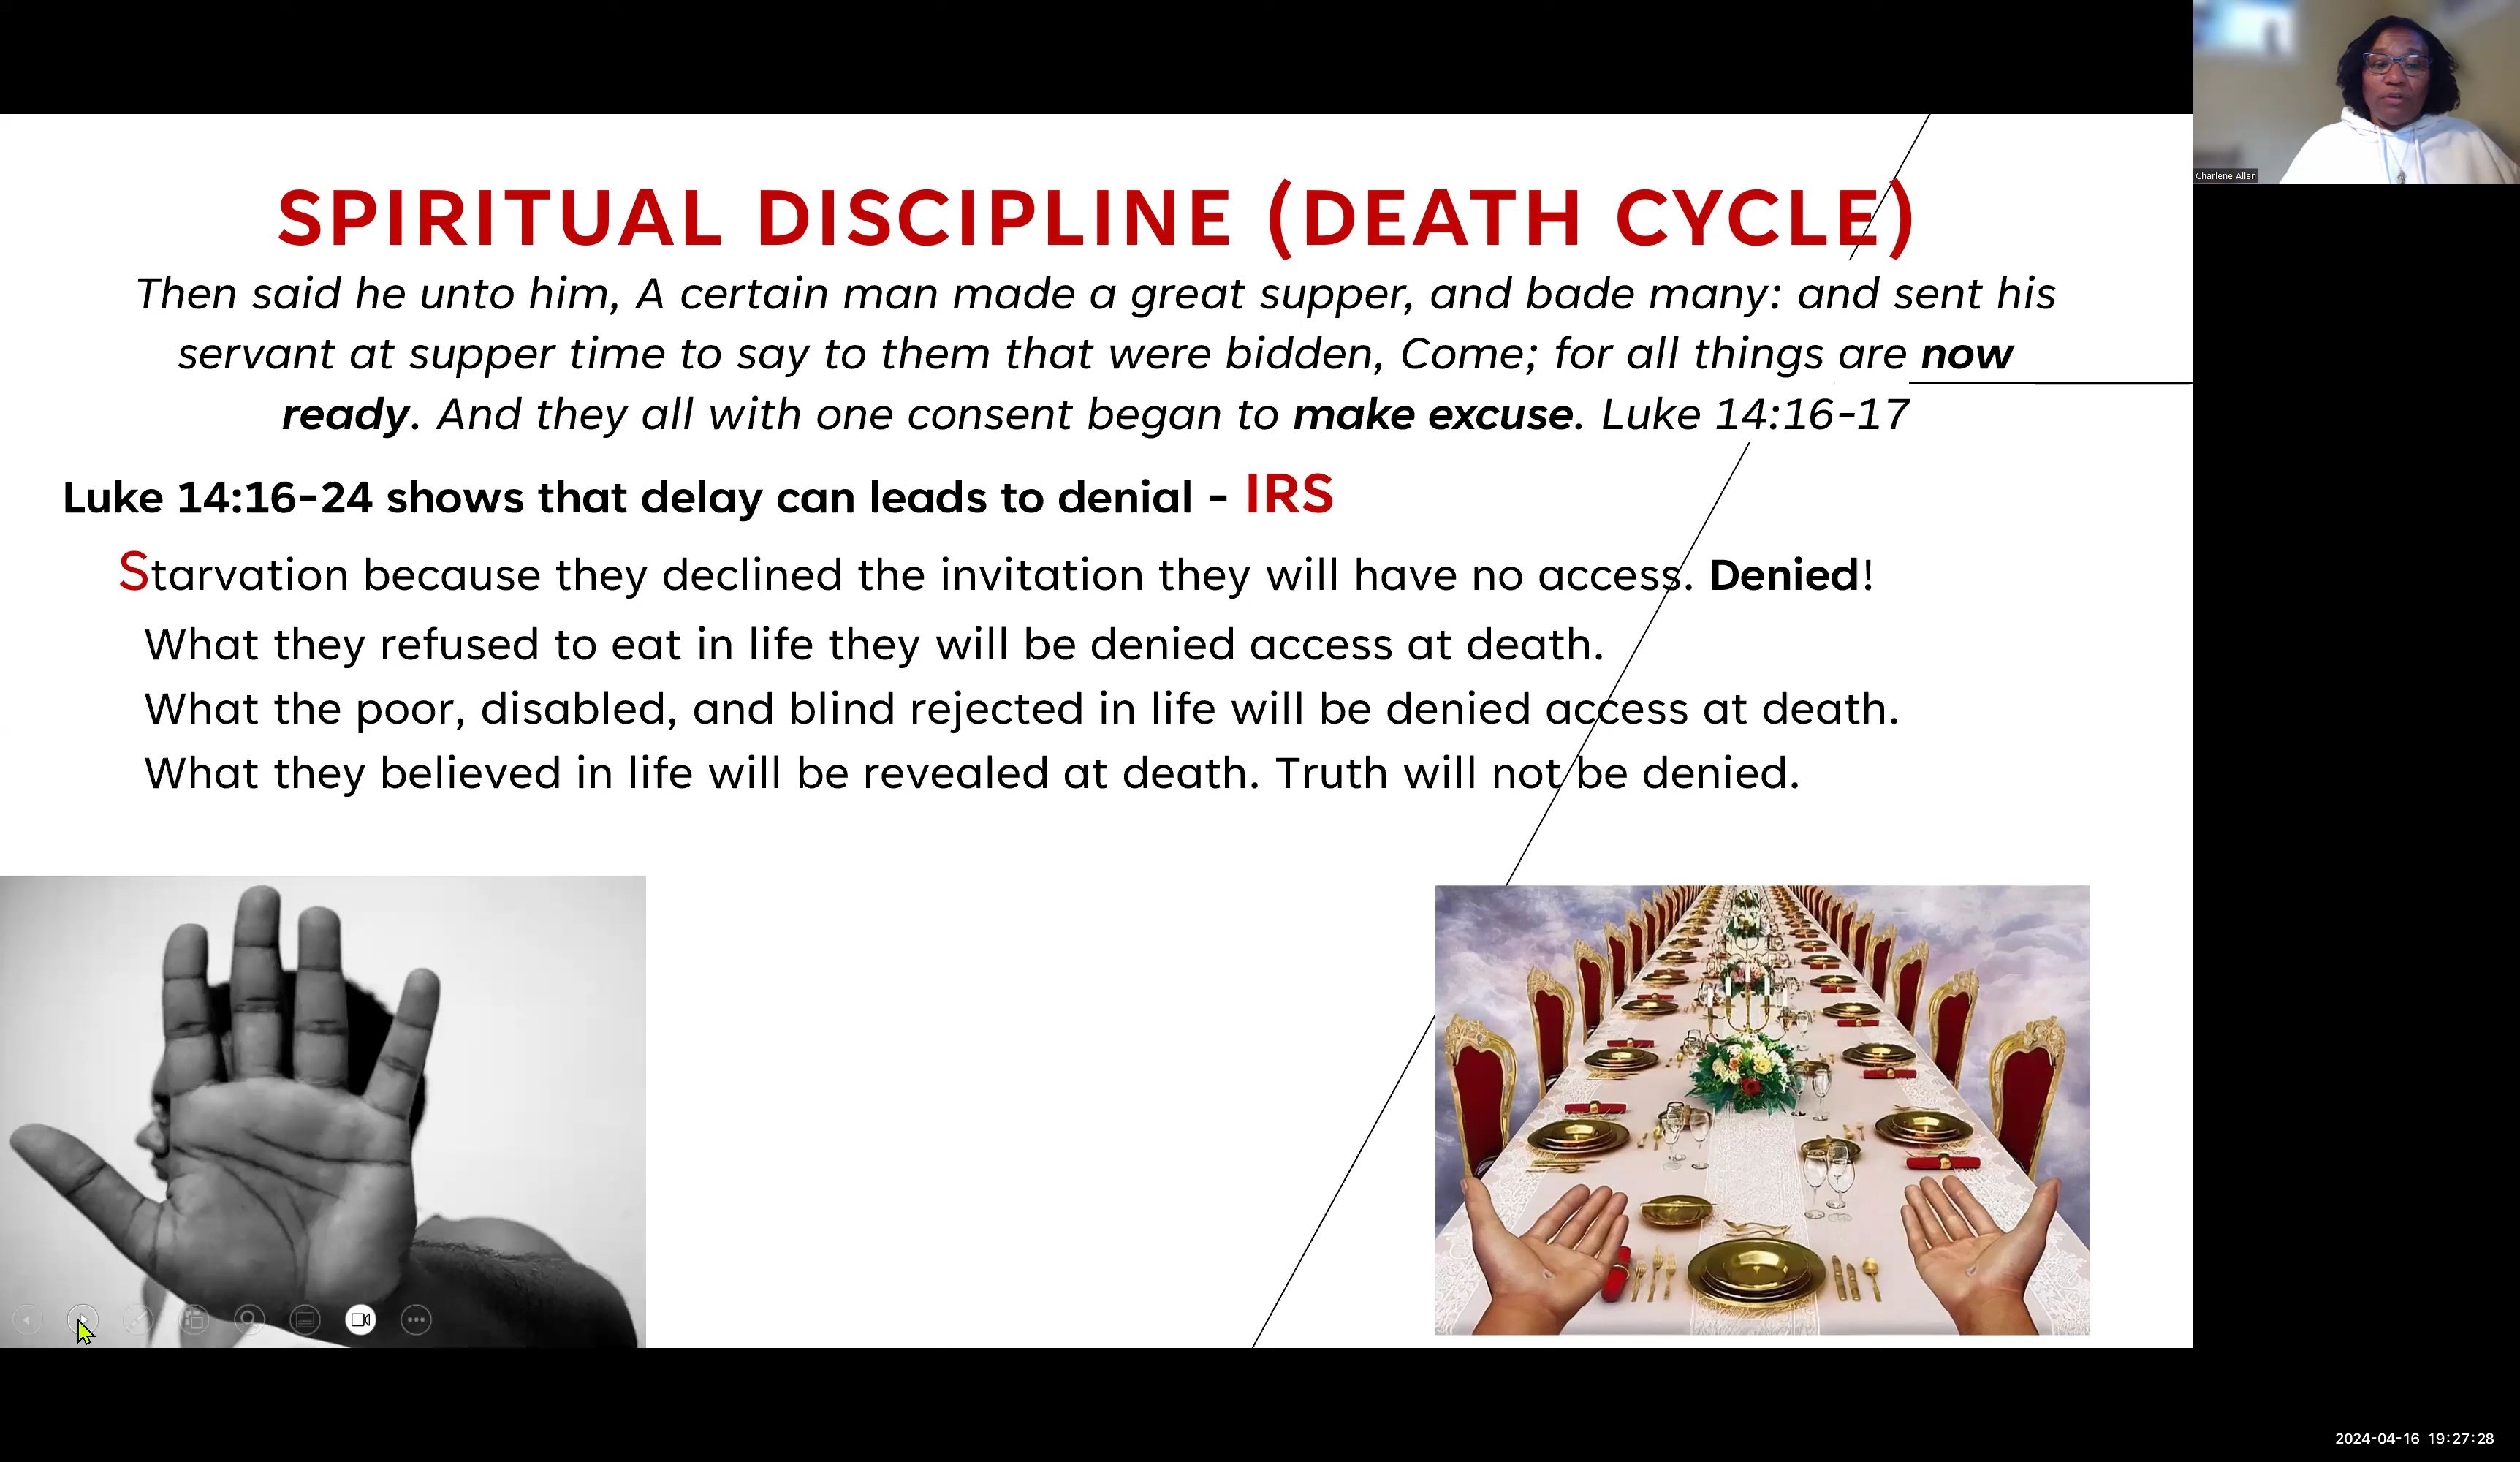 SPIRITUAL DISCIPLINE (DEATH CYCLE)
Then said he unto him, A certain man made a great supper, and bade many: and sent his
servant at supper time to say to them that were bidden, Come; for all things are now
ready. And they all with one consent began to make excuse. Luke 14:16-17
Luke 14:16-24 shows that delay can leads to denial - IRS
Starvation because they declined the invitation they will have no access. Denied!
What they refused to eat in life they will be denied access at death.
What the poor, disabled, and blind rejected in life will be denied access at death.
What they believed in life will be revealed at death. Truth will not be denied.
Charlene Allen
2024-04-16 19:27:28